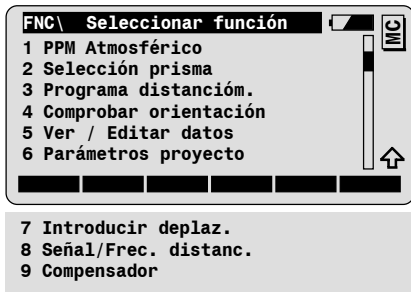 FNC\ Seleccionar función
MC
1 PPM Atmosférico
2 Selección prisma
3 Programa distancióm.
4 Comprobar orientación
5 Ver / Editar datos
6 Parámetros proyecto
7 Introducir deplaz.
8 Señal/Frec. distanc.
9 Compensador